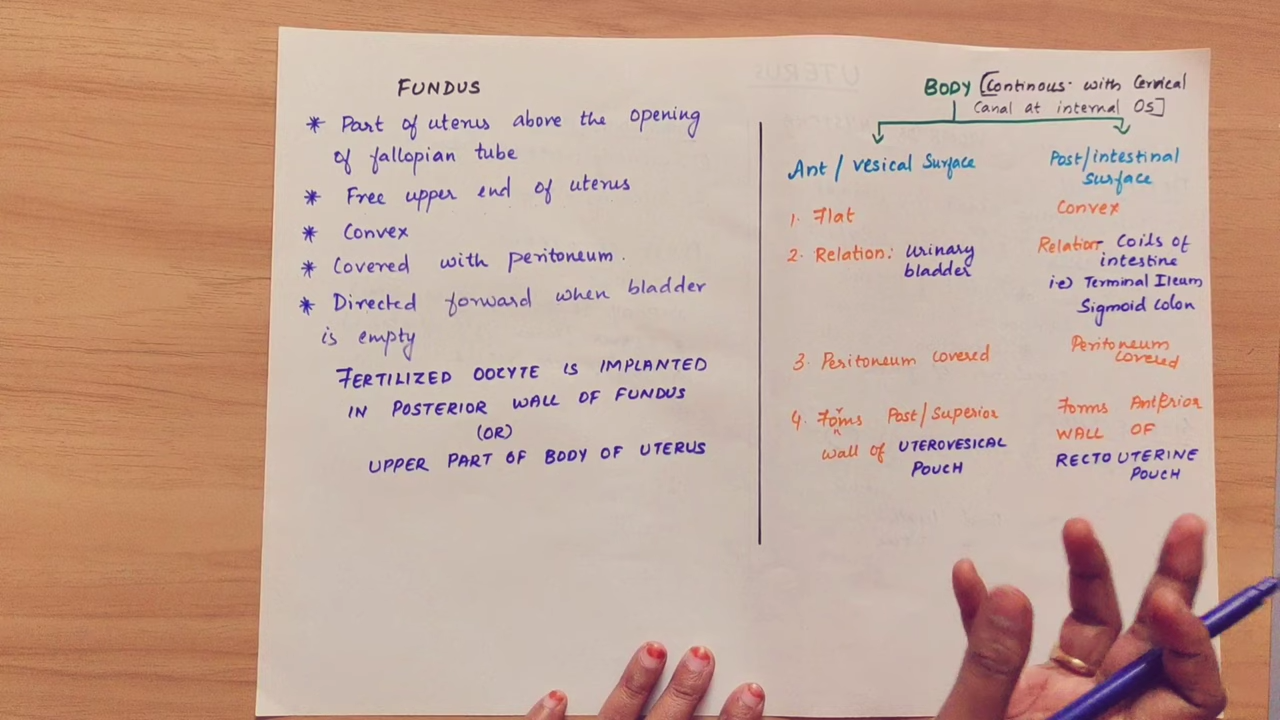 FUNDUS
* Part of uterus above the opening
of fallopian tube
* Free upper end of uterus
* Convex
* Covered with peritoneum.
* Directed forward when bladder
is empty
FERTILIZED OOZYTE IS IMPLANTED
IN POSTERIOR WALL OF FUNDUS
(OR)
UPPER PART OF BODY OF UTERUS
BODY [Continous with Cervical
Canal at internal Os]
Ant / vesical Surface
1. Flat
2. Relation: Urinary
bladder
3. Peritoneum covered
4. Forms Post/Superior
wall of UTEROVESICAL
POUCH
Post/intestinal
surface
Convex
Relation Coils of
intestine
i.e) Terminal Ileum
Sigmoid colon
Peritoneum
covered
Forms Anterior
WALL OF
RECTO UTERINE
POUCH
UTERUS